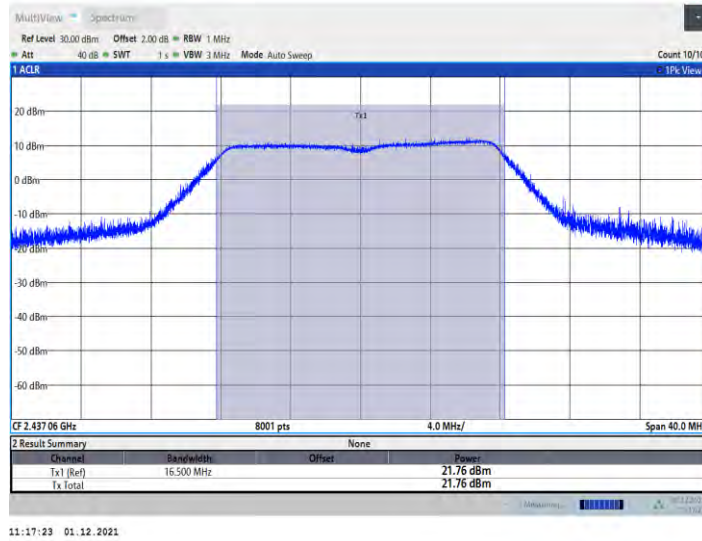 MultiView Spectrum
Ref Level 30.00 dBm Offset 2.00 dB RBW 1 MHz
Att 40 dB SWT 1 s VBW 3 MHz Mode Auto Sweep Count 10/10
1 ACLR 1Pk View
Tx1
20 dBm
10 dBm
0 dBm
-10 dBm
-20 dBm
-30 dBm
-40 dBm
-50 dBm
-60 dBm
CF 2.43706 GHz 8001 pts 4.0 MHz/ Span 40.0 MH
2 Result Summary None
Channel Bandwidth Offset Power
Tx1 (Ref) 16.500 MHz 21.76 dBm
Tx Total 21.76 dBm
Measuring...
11:17:23 01.12.2021